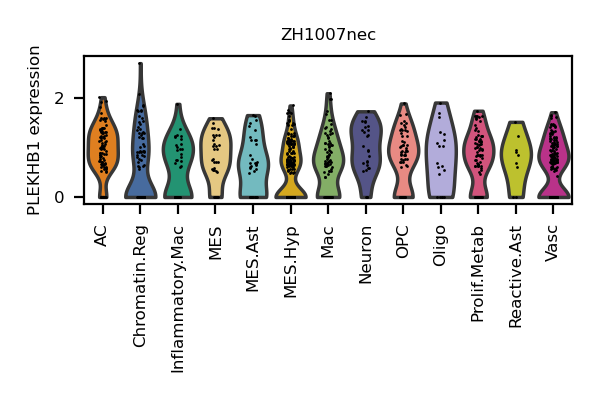 ZH1007nec
PLEKHB1 expression
2
0
AC
Chromatin.Reg
Inflammatory.Mac
MES
MES.Ast
MES.Hyp
Mac
Neuron
OPC
Oligo
Prolif.Metab
Reactive.Ast
Vasc